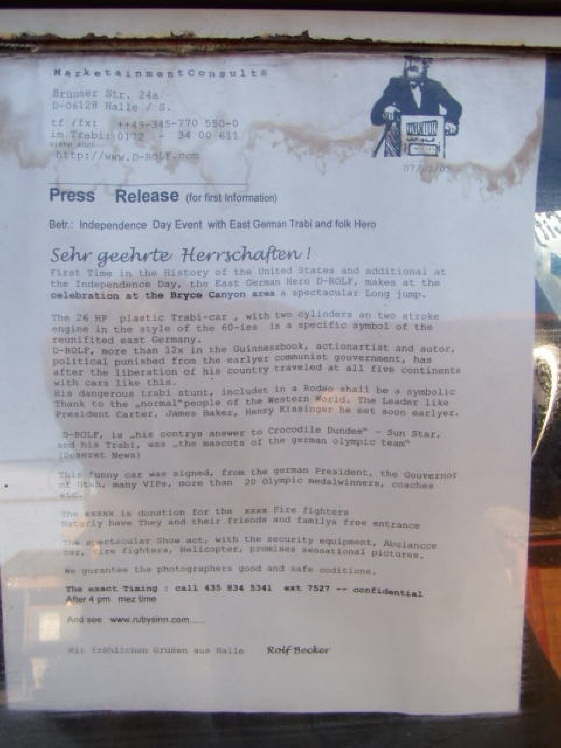 MarketainmentConsults
Brunner Str. 24a
D-06128 Halle / S.
tf /fx: ++49-345-770 550-0
im Trabi: 0172 - 34 00 611
http://www.D-ROLF.com
Press Release (for first Information)
Betr.: Independence Day Event with East German Trabi and folk Hero
Sehr geehrte Herrschaften !
First Time in the History of the United States and additional at
the Independence Day, the East German Hero D-ROLF, makes at the
celebration at the Bryce Canyon area a spectacular Long jump.
The 26 HP plastic Trabi-car , with two cylinders an two stroke
engine in the style of the 60-ies is a specific symbol of the
reunifited east Germany.
D-ROLF, more than 12x in the Guinnessbook, actionartist and autor,
political punished from the earlyer communist gouvernment, has
after the liberation of his country traveled at all five continents
with cars like this.
His dangerous trabi stunt, includet in a Rodeo shall be a symbolic
Thank to the „normal“people of the Western World. The Leader like
President Carter, James Baker, Henry Kissinger he met soon earlyer.
D-ROLF, is „his contrys answer to Crocodile Dundee“ - Sun Star,
and his Trabi, was „the mascots of the german olympic team“
(Deseret News)
This funny car was signed, from the german President, the Gouvernor
of Utah, many VIPs, more than 20 Olympic medalwinners, coaches
etc.
The xxxxx is donation for the xxxx Fire fighters
Naturly have They and their friends and familys free entrance
The spectacular Show act, with the security equipment, Abulancce
car, fire fighters, Helicopter, promises sensational pictures.
We gurantee the photographers good and safe coditions.
The exact Timing : call 435 834 5341 ext 7527 -- confidential
After 4 pm mez time
And see www.rubysinn.com......
Mit fröhlichen Grüßen aus Halle Rolf Becker